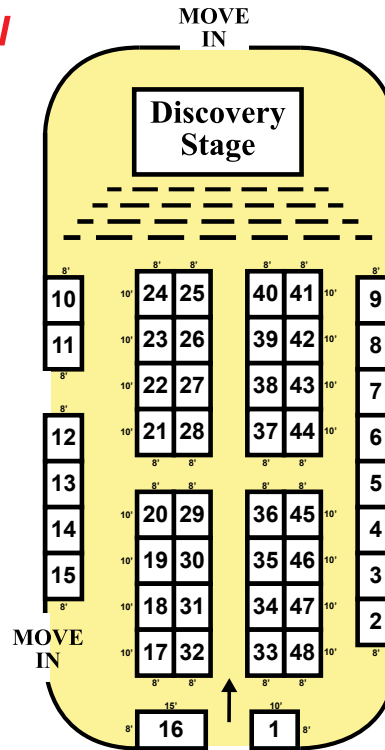 MOVE
IN
Discovery
Stage
8' 8' 8' 8' 8' 8'
10 10' 24 25 40 41 10' 9
11 10' 23 26 39 42 10' 8
8' 10' 22 27 38 43 10' 7
8'
12 10' 21 28 37 44 10' 6
8' 8' 8' 8'
13 5
8' 8' 8' 8'
14 10' 20 29 36 45 10' 4
15 10' 19 30 35 46 10' 3
8' 10' 18 31 34 47 10' 2
MOVE
IN
10' 17 32 33 48 10' 8'
8' 8' 8' 8'
15' 10'
8' 16 1 8'